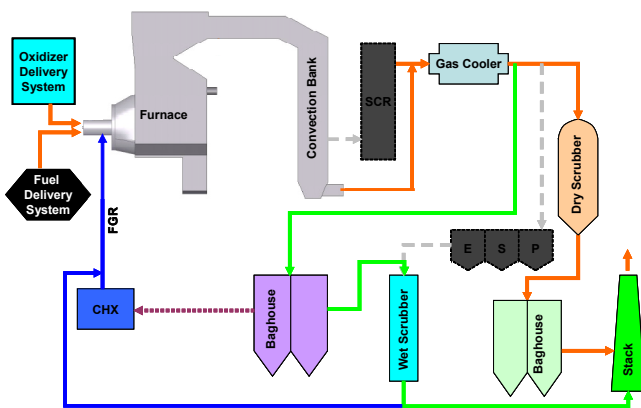 Oxidizer
Delivery
System
Furnace
Convection Bank
SCR
Gas Cooler
Dry Scrubber
Fuel
Delivery
System
FGR
E S P
CHX
Baghouse
Wet Scrubber
Baghouse
Stack